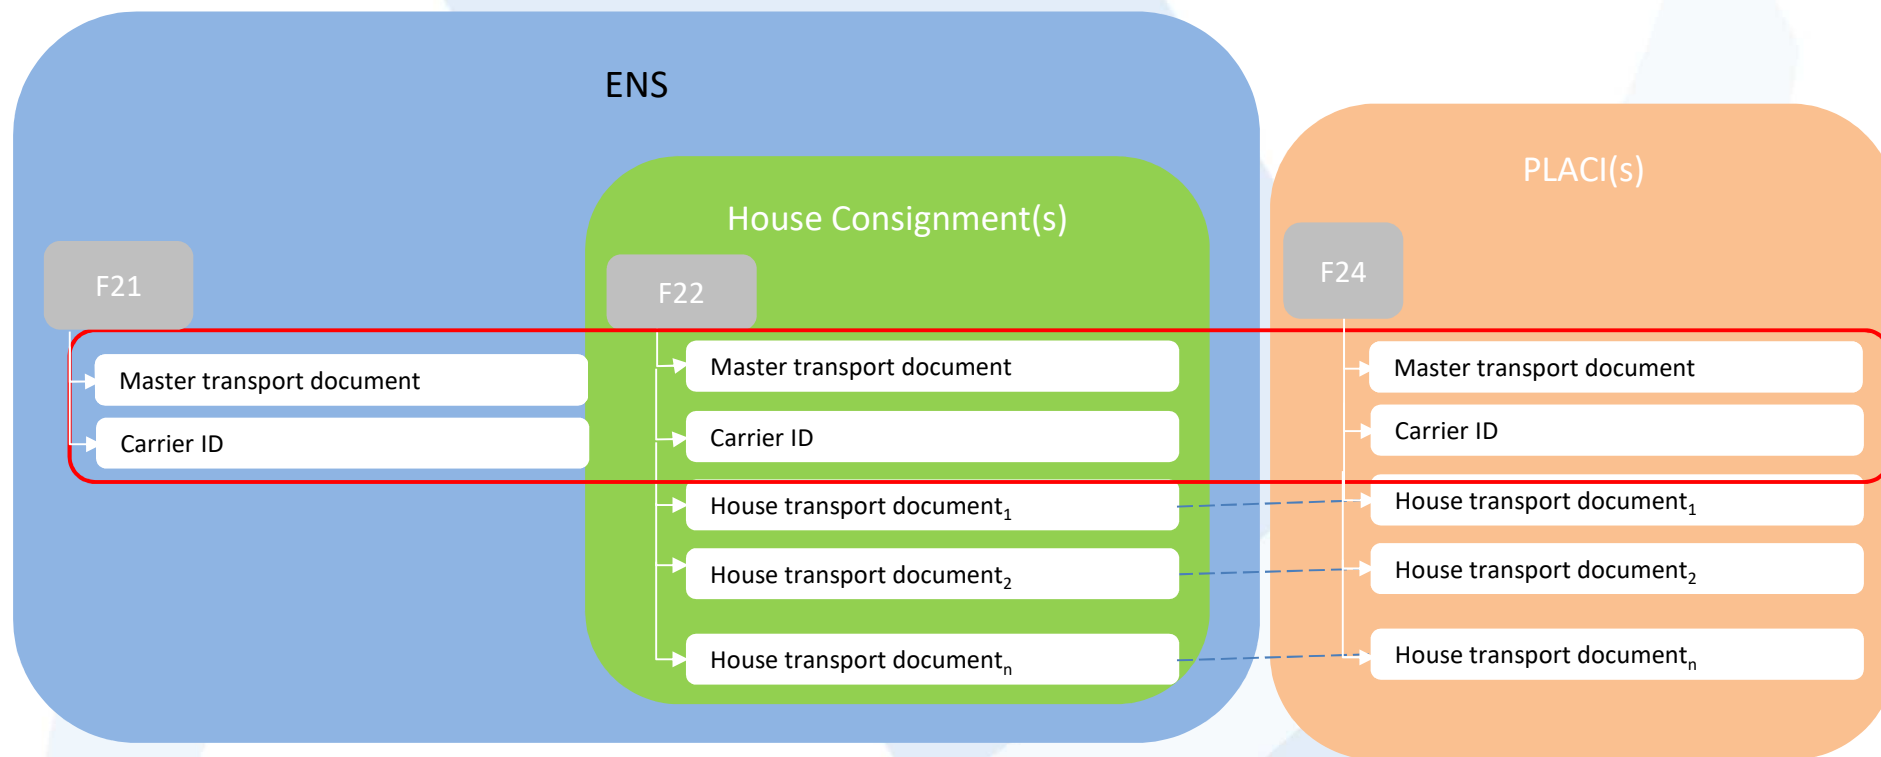 ENS
PLACI(s)
House Consignment(s)
F21
F22
F24
Master transport document
Carrier ID
Master transport document
Carrier ID
House transport document1
House transport document2
House transport documentn
Master transport document
Carrier ID
House transport document1
House transport document2
House transport documentn